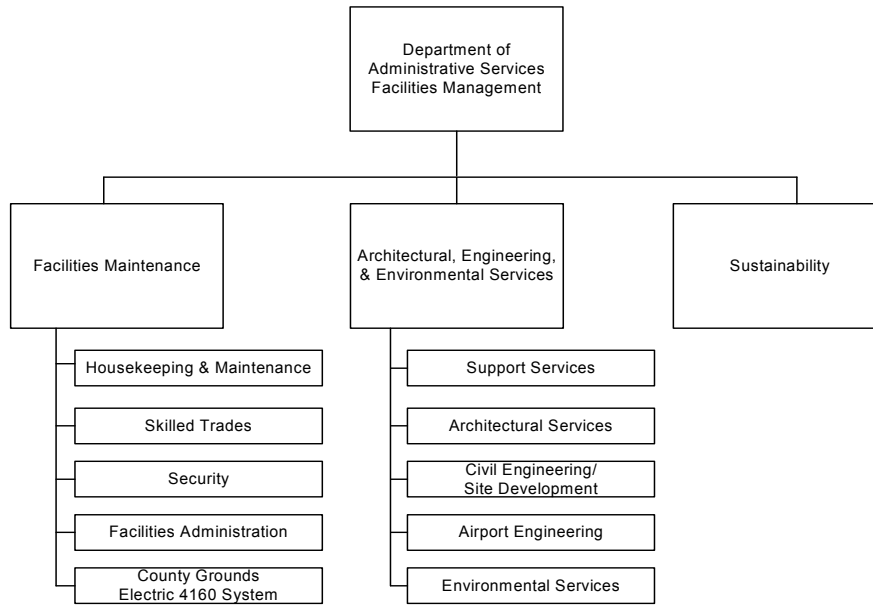 Department of
Administrative Services
Facilities Management
Facilities Maintenance
Architectural, Engineering,
& Environmental Services
Sustainability
Housekeeping & Maintenance
Skilled Trades
Security
Facilities Administration
County Grounds
Electric 4160 System
Support Services
Architectural Services
Civil Engineering/
Site Development
Airport Engineering
Environmental Services